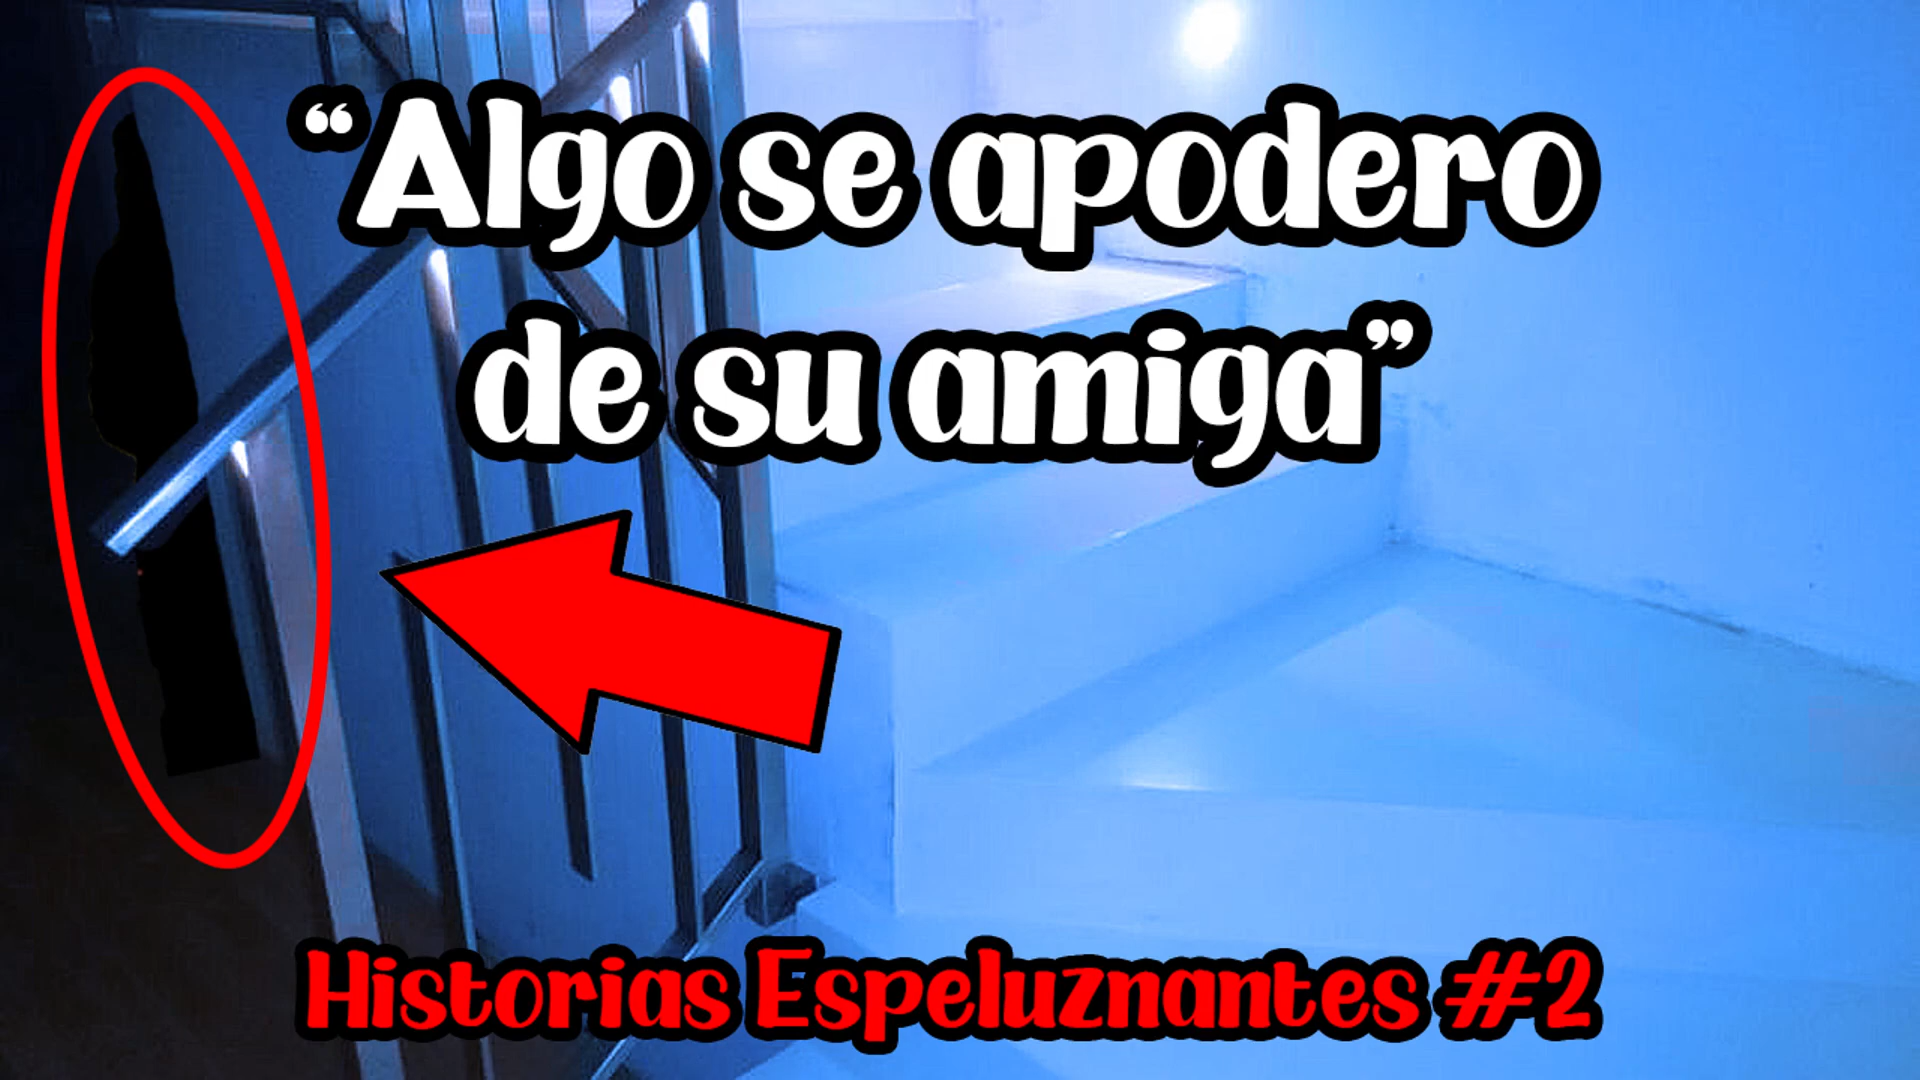 “Algo se apodero
de su amiga”
Historias Espeluznantes #2